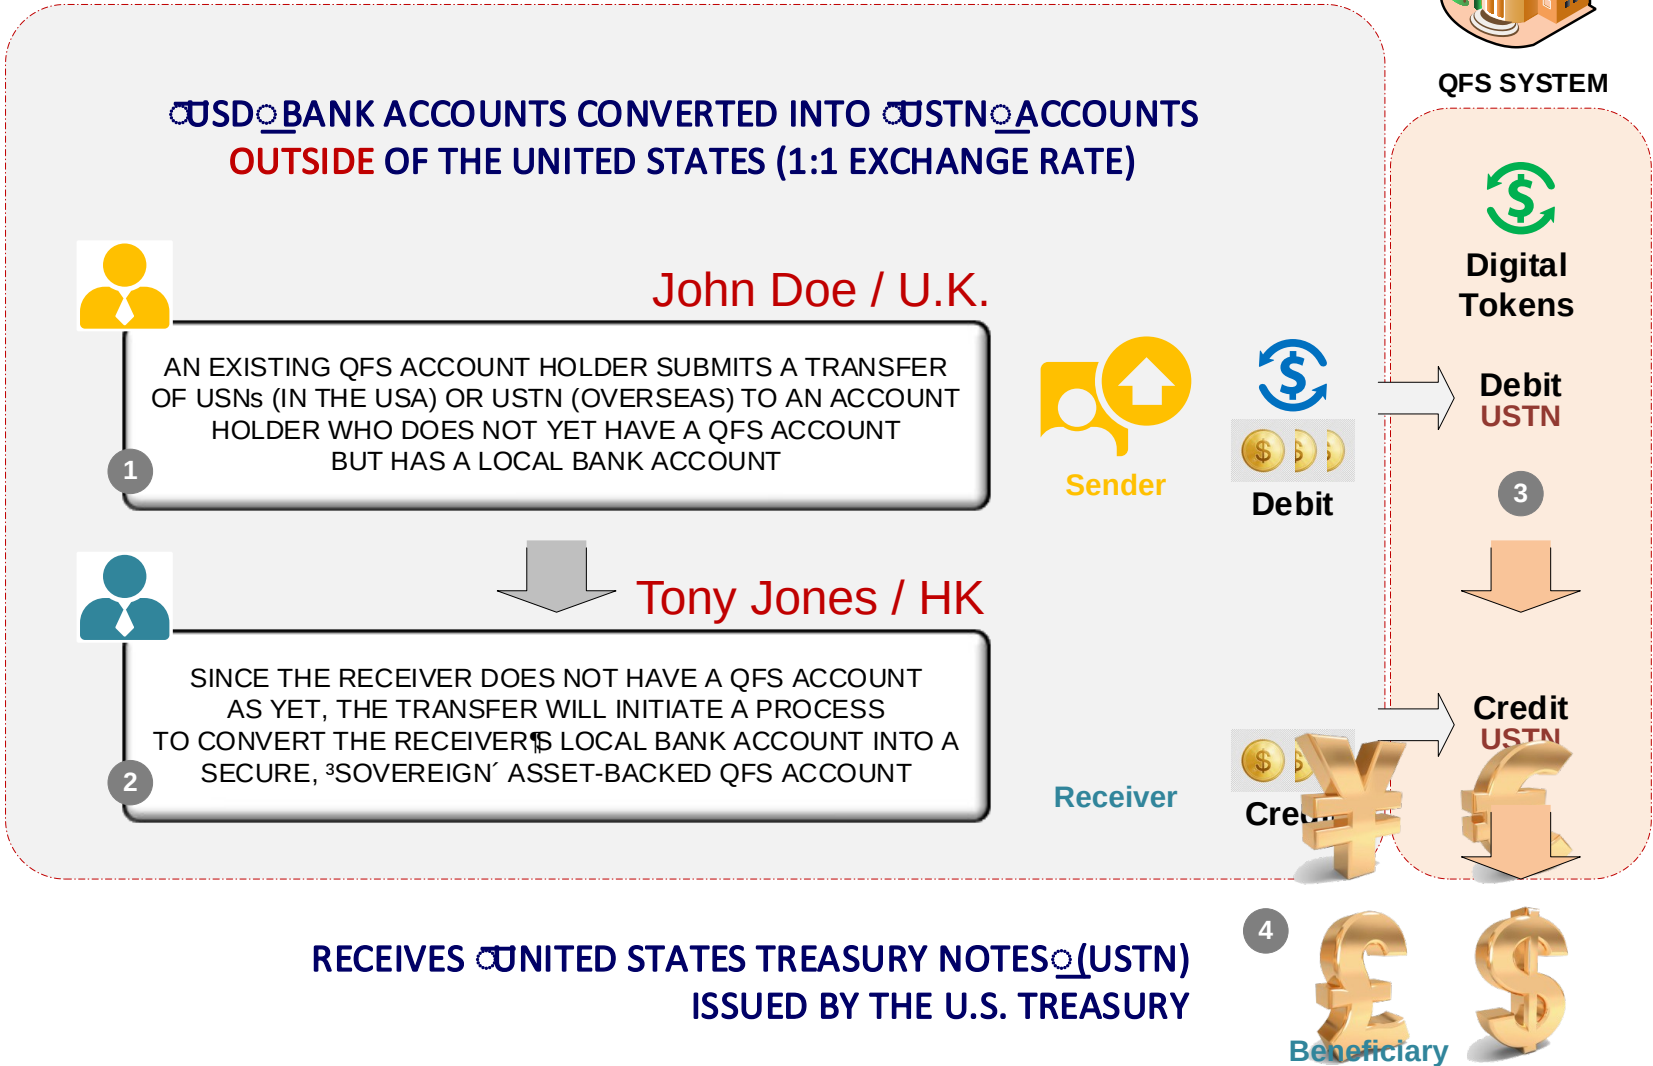 QFS SYSTEM
USD BANK ACCOUNTS CONVERTED INTO USTN ACCOUNTS
OUTSIDE OF THE UNITED STATES (1:1 EXCHANGE RATE)
Digital
Tokens
John Doe / U.K.
AN EXISTING QFS ACCOUNT HOLDER SUBMITS A TRANSFER
OF USNs (IN THE USA) OR USTN (OVERSEAS) TO AN ACCOUNT
HOLDER WHO DOES NOT YET HAVE A QFS ACCOUNT
BUT HAS A LOCAL BANK ACCOUNT
1
Sender
Debit
Debit
USTN
3
Tony Jones / HK
SINCE THE RECEIVER DOES NOT HAVE A QFS ACCOUNT
AS YET, THE TRANSFER WILL INITIATE A PROCESS
TO CONVERT THE RECEIVER¶S LOCAL BANK ACCOUNT INTO A
SECURE, ³SOVEREIGN´ ASSET-BACKED QFS ACCOUNT
2
Receiver
Credit
Credit
USTN
4
RECEIVES UNITED STATES TREASURY NOTES (USTN)
ISSUED BY THE U.S. TREASURY
Beneficiary